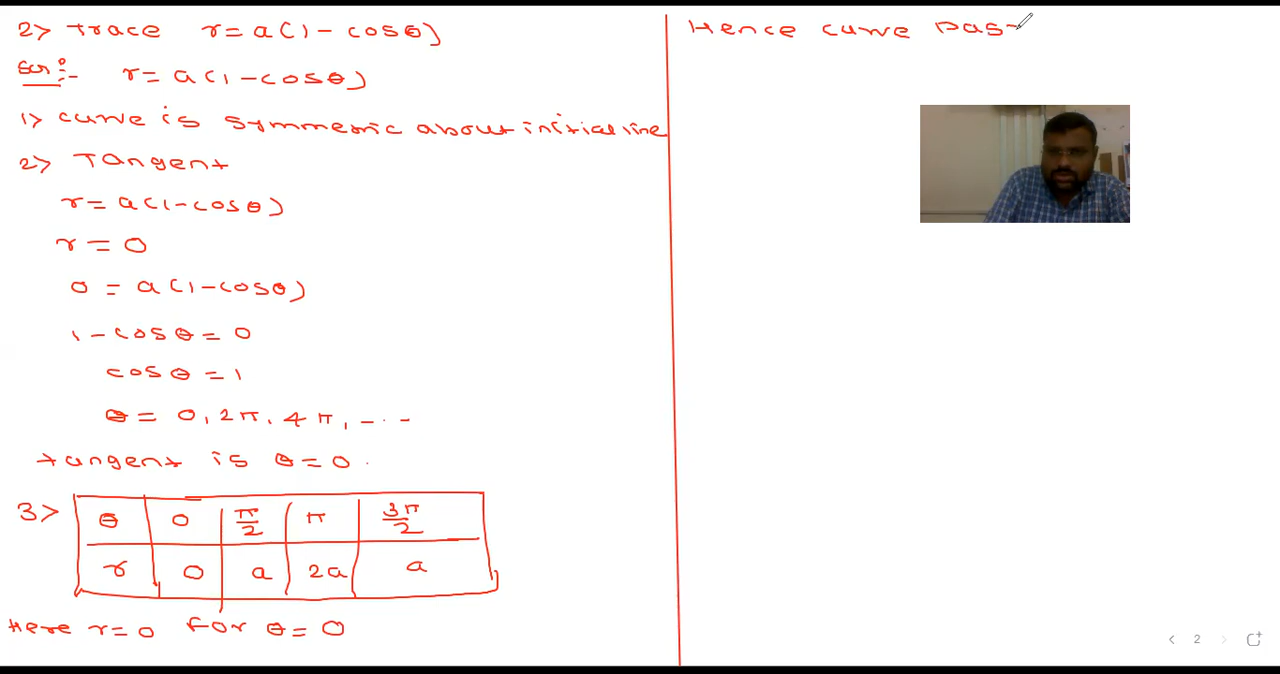 2> Trace r = a(1 - cosθ)
Soln :- r = a(1 - cosθ)
1> curve is symmetric about initial line
2> Tangent
r = a(1 - cosθ)
r = 0
0 = a(1 - cosθ)
1 - cosθ = 0
cosθ = 1
θ = 0, 2π, 4π, - . -
tangent is θ = 0 .
3> θ 0 π/2 π 3π/2
r 0 a 2a a
Here r = 0 for θ = 0
Hence curve pass
2